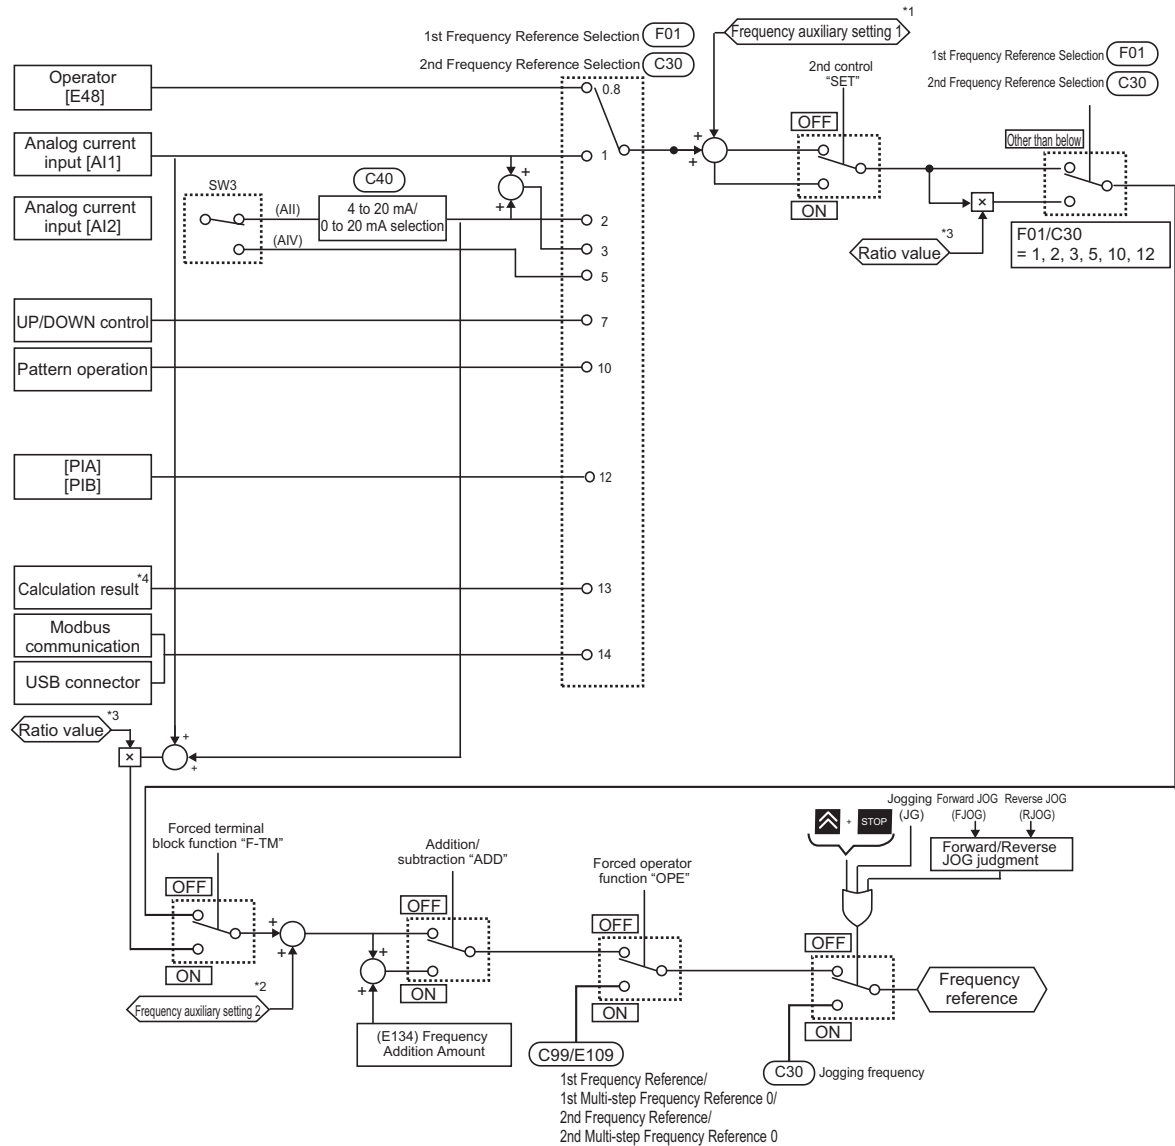 *1
1st Frequency Reference Selection F01
2nd Frequency Reference Selection C30
Frequency auxiliary setting 1
1st Frequency Reference Selection F01
2nd Frequency Reference Selection C30
Operator
[E48]
0.8
2nd control
“SET”
OFF
ON
+
+
Other than below
Analog current
input [AI1]
1
SW3
C40
+
+
Analog current
input [AI2]
(AII)
4 to 20 mA/
0 to 20 mA selection
2
(AIV)
3
5
×
Ratio value
*3
F01/C30
= 1, 2, 3, 5, 10, 12
UP/DOWN control
7
Pattern operation
10
[PIA]
[PIB]
12
Calculation result
*4
13
Modbus
communication
14
USB connector
Ratio value
*3
×
+
+
Forced terminal
block function “F-TM”
OFF
ON
+
+
*2
Frequency auxiliary setting 2
Addition/
subtraction “ADD”
OFF
ON
+
+
(E134) Frequency
Addition Amount
Forced operator
function “OPE”
OFF
ON
C99/E109
1st Frequency Reference/
1st Multi-step Frequency Reference 0/
2nd Frequency Reference/
2nd Multi-step Frequency Reference 0
+ STOP
Jogging
(JG)
Forward JOG
(FJOG)
Reverse JOG
(RJOG)
Forward/Reverse
JOG judgment
OFF
ON
Frequency
reference
C30 Jogging frequency